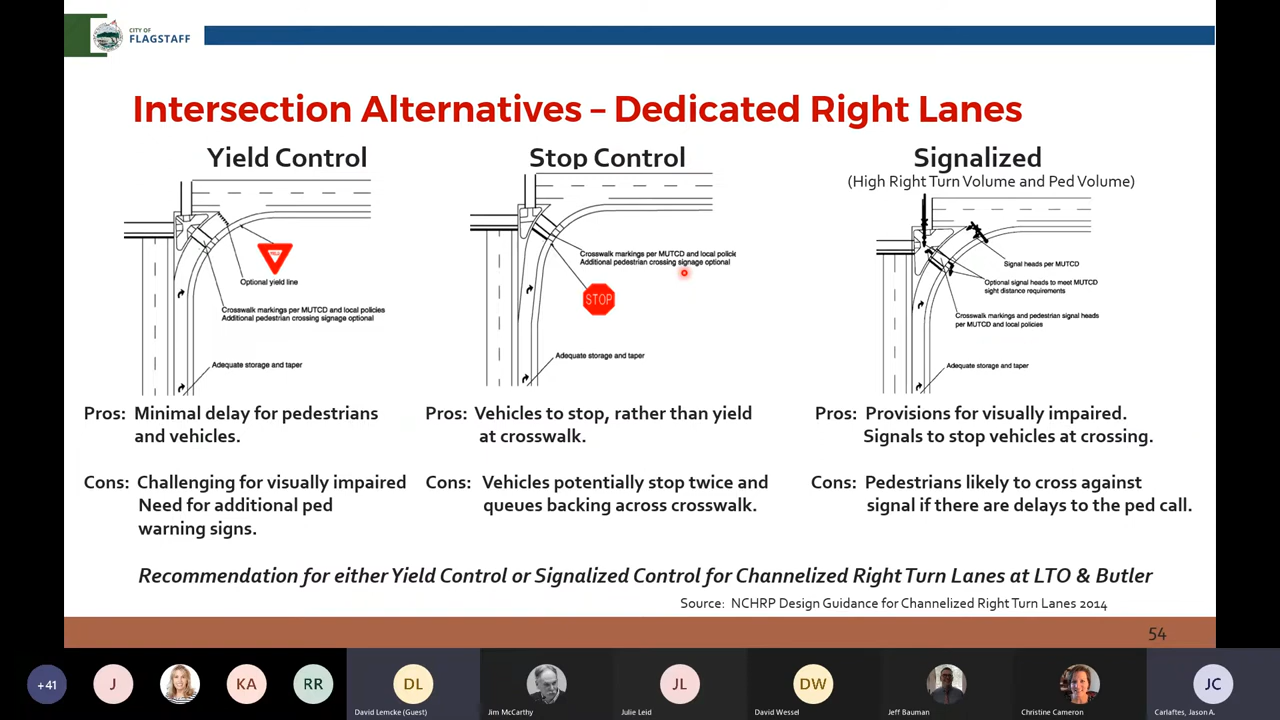 CITY OF
FLAGSTAFF
Intersection Alternatives – Dedicated Right Lanes
Yield Control
YIELD
Optional yield line
Crosswalk markings per MUTCD and local policies
Additional pedestrian crossing signage optional
Adequate storage and taper
Pros: Minimal delay for pedestrians
and vehicles.
Cons: Challenging for visually impaired
Need for additional ped
warning signs.
Stop Control
Crosswalk markings per MUTCD and local policie
Additional pedestrian crossing signage optional
STOP
Adequate storage and taper
Pros: Vehicles to stop, rather than yield
at crosswalk.
Cons: Vehicles potentially stop twice and
queues backing across crosswalk.
Signalized
(High Right Turn Volume and Ped Volume)
Signal heads per MUTCD
Optional signal heads to meet MUTCD
sight distance requirements
Crosswalk markings and pedestrian signal heads
per MUTCD and local policies
Adequate storage and taper
Pros: Provisions for visually impaired.
Signals to stop vehicles at crossing.
Cons: Pedestrians likely to cross against
signal if there are delays to the ped call.
Recommendation for either Yield Control or Signalized Control for Channelized Right Turn Lanes at LTO & Butler
Source: NCHRP Design Guidance for Channelized Right Turn Lanes 2014
54
+41
J
KA
RR
DL
David Lemcke (Guest)
Jim McCarthy
JL
Julie Leid
DW
David Wessel
Jeff Bauman
Christine Cameron
JC
Carlaftes, Jason A.